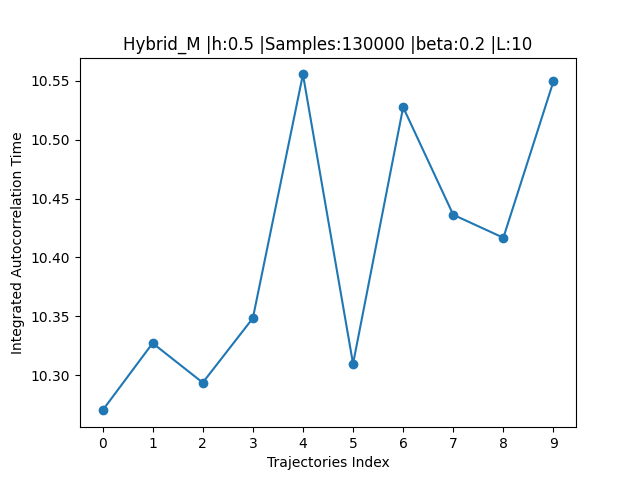 Hybrid_M |h:0.5 |Samples:130000 |beta:0.2 |L:10
Integrated Autocorrelation Time
10.55
10.50
10.45
10.40
10.35
10.30
0 1 2 3 4 5 6 7 8 9
Trajectories Index